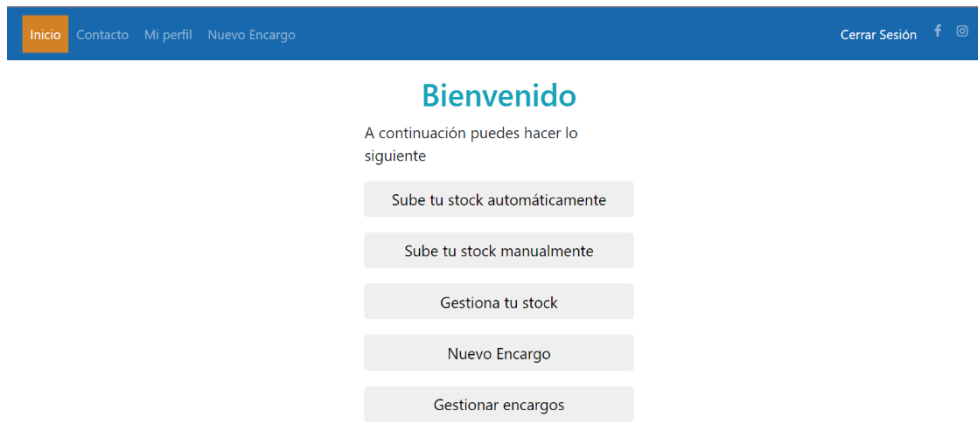 Inicio Contacto Mi perfil Nuevo Encargo Cerrar Sesión
Bienvenido
A continuación puedes hacer lo
siguiente
Sube tu stock automáticamente
Sube tu stock manualmente
Gestiona tu stock
Nuevo Encargo
Gestionar encargos